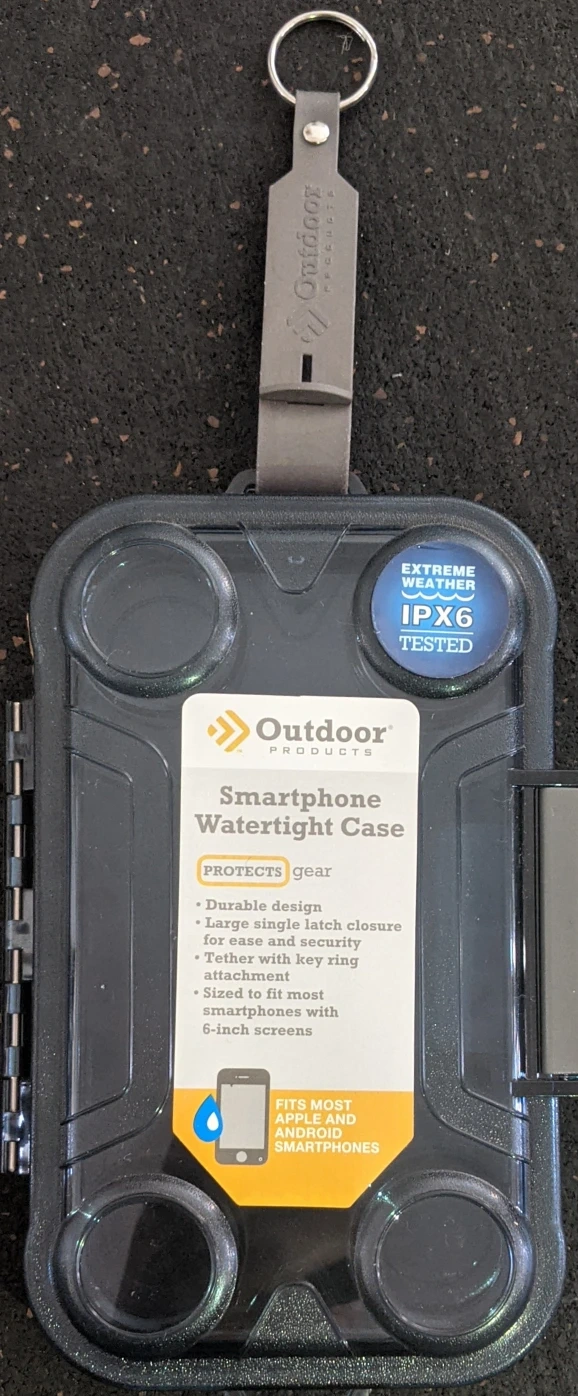 Outdoor
PRODUCTS
EXTREME
WEATHER
IPX6
TESTED
Outdoor®
PRODUCTS
™
Smartphone
Watertight Case
PROTECTS gear
• Durable design
• Large single latch closure
for ease and security
• Tether with key ring
attachment
• Sized to fit most
smartphones with
6-inch screens
FITS MOST
APPLE AND
ANDROID
SMARTPHONES